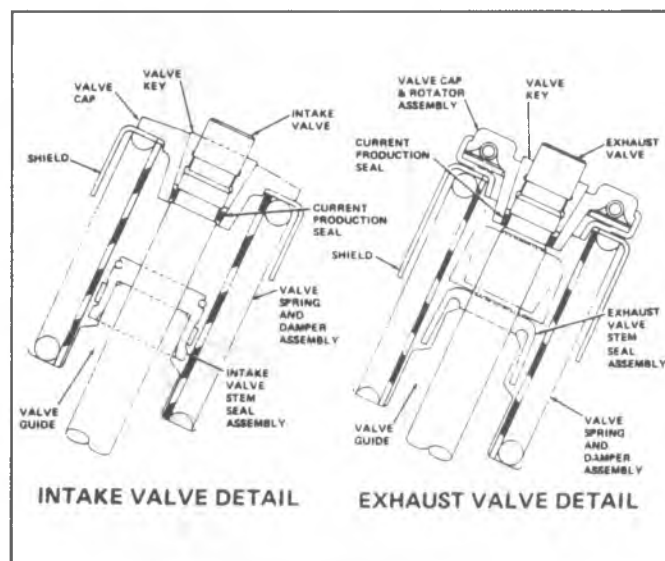 VALVE
CAP
VALVE
KEY
INTAKE
VALVE
SHIELD
CURRENT
PRODUCTION
SEAL
VALVE
SPRING
AND
DAMPER
ASSEMBLY
INTAKE
VALVE
STEM
SEAL
ASSEMBLY
VALVE
GUIDE
INTAKE VALVE DETAIL
VALVE CAP
& ROTATOR
ASSEMBLY
VALVE
KEY
EXHAUST
VALVE
CURRENT
PRODUCTION
SEAL
SHIELD
EXHAUST
VALVE
STEM
SEAL
ASSEMBLY
VALVE
GUIDE
VALVE
SPRING
AND
DAMPER
ASSEMBLY
EXHAUST VALVE DETAIL